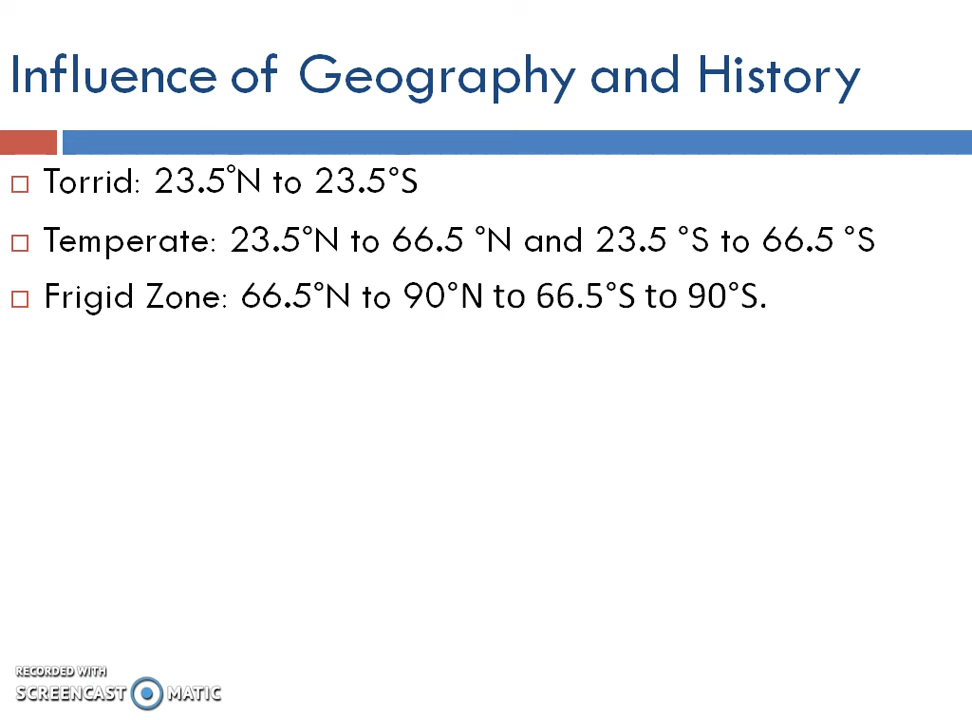 Influence of Geography and History
Torrid: 23.5°N to 23.5°S
Temperate: 23.5°N to 66.5 °N and 23.5 °S to 66.5 °S
Frigid Zone: 66.5°N to 90°N to 66.5°S to 90°S.
RECORDED WITH
SCREENCAST MATIC